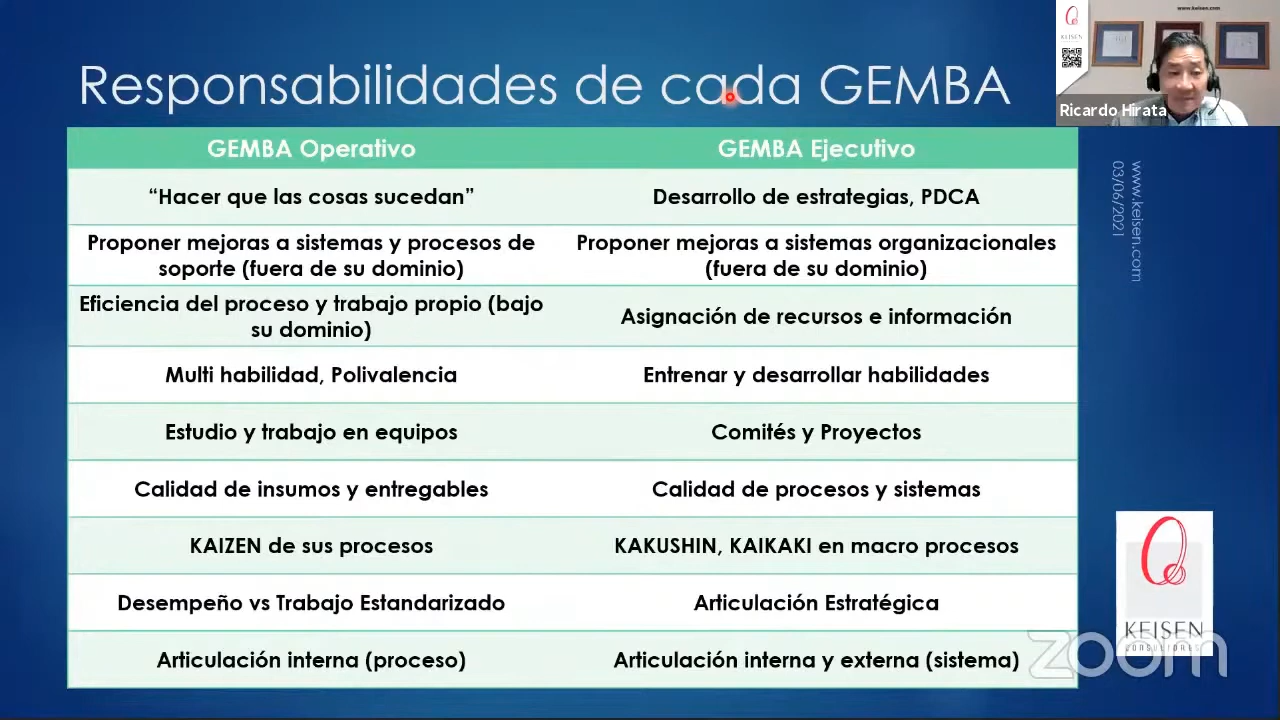 www.keisen.com
KEISEN
Ricardo Hirata
Responsabilidades de cada GEMBA
www.keisen.com
03/06/2021
GEMBA Operativo
GEMBA Ejecutivo
“Hacer que las cosas sucedan”
Desarrollo de estrategias, PDCA
Proponer mejoras a sistemas y procesos de
soporte (fuera de su dominio)
Proponer mejoras a sistemas organizacionales
(fuera de su dominio)
Eficiencia del proceso y trabajo propio (bajo
su dominio)
Asignación de recursos e información
Multi habilidad, Polivalencia
Entrenar y desarrollar habilidades
Estudio y trabajo en equipos
Comités y Proyectos
Calidad de insumos y entregables
Calidad de procesos y sistemas
KAIZEN de sus procesos
KAKUSHIN, KAIKAKI en macro procesos
Desempeño vs Trabajo Estandarizado
Articulación Estratégica
Articulación interna (proceso)
Articulación interna y externa (sistema)
KEISEN
CONSULTORES
zoom